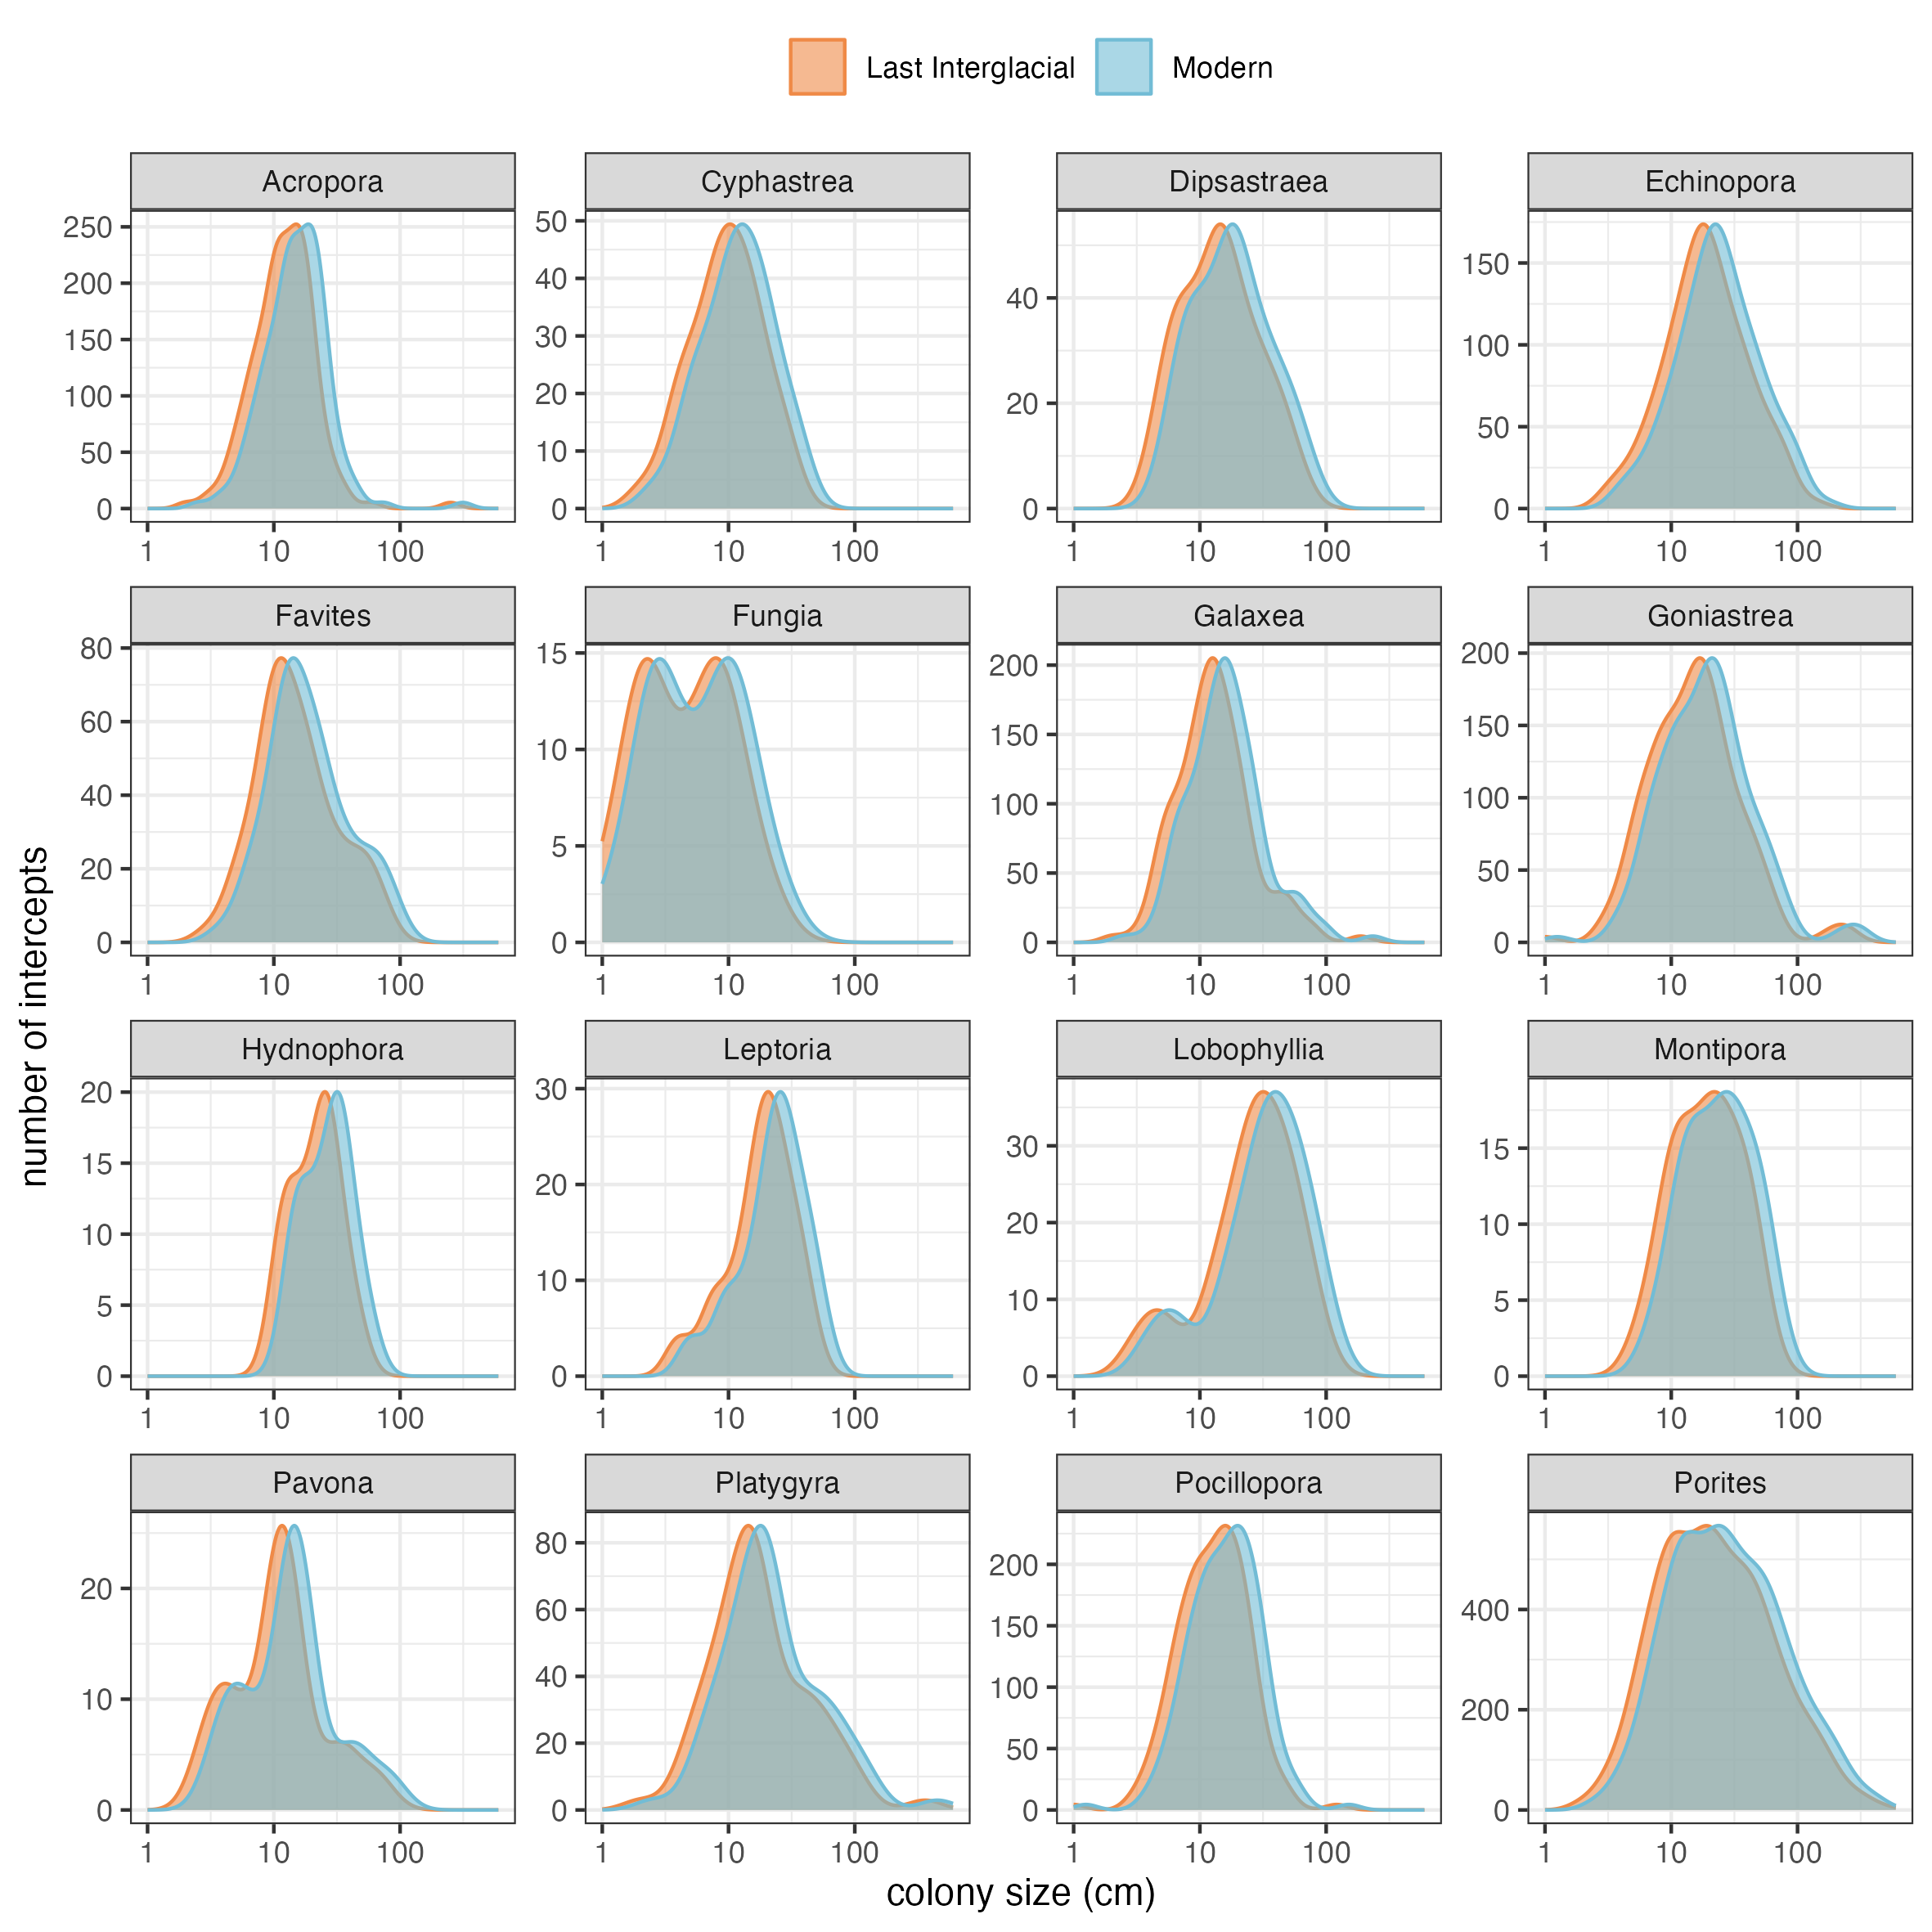 Last Interglacial Modern
Acropora Cyphastrea Dipsastraea Echinopora
250 200 150 100 50 0
50 40 30 20 10 0
40 20 0
150 100 50 0
1 10 100 1 10 100 1 10 100 1 10 100
Favites Fungia Galaxea Goniastrea
80 60 40 20 0
15 10 5 0
200 150 100 50 0
200 150 100 50 0
1 10 100 1 10 100 1 10 100 1 10 100
number of intercepts
Hydnophora Leptoria Lobophyllia Montipora
20 15 10 5 0
30 20 10 0
30 20 10 0
15 10 5 0
1 10 100 1 10 100 1 10 100 1 10 100
Pavona Platygyra Pocillopora Porites
20 10 0
80 60 40 20 0
200 150 100 50 0
400 200 0
1 10 100 1 10 100 1 10 100 1 10 100
colony size (cm)